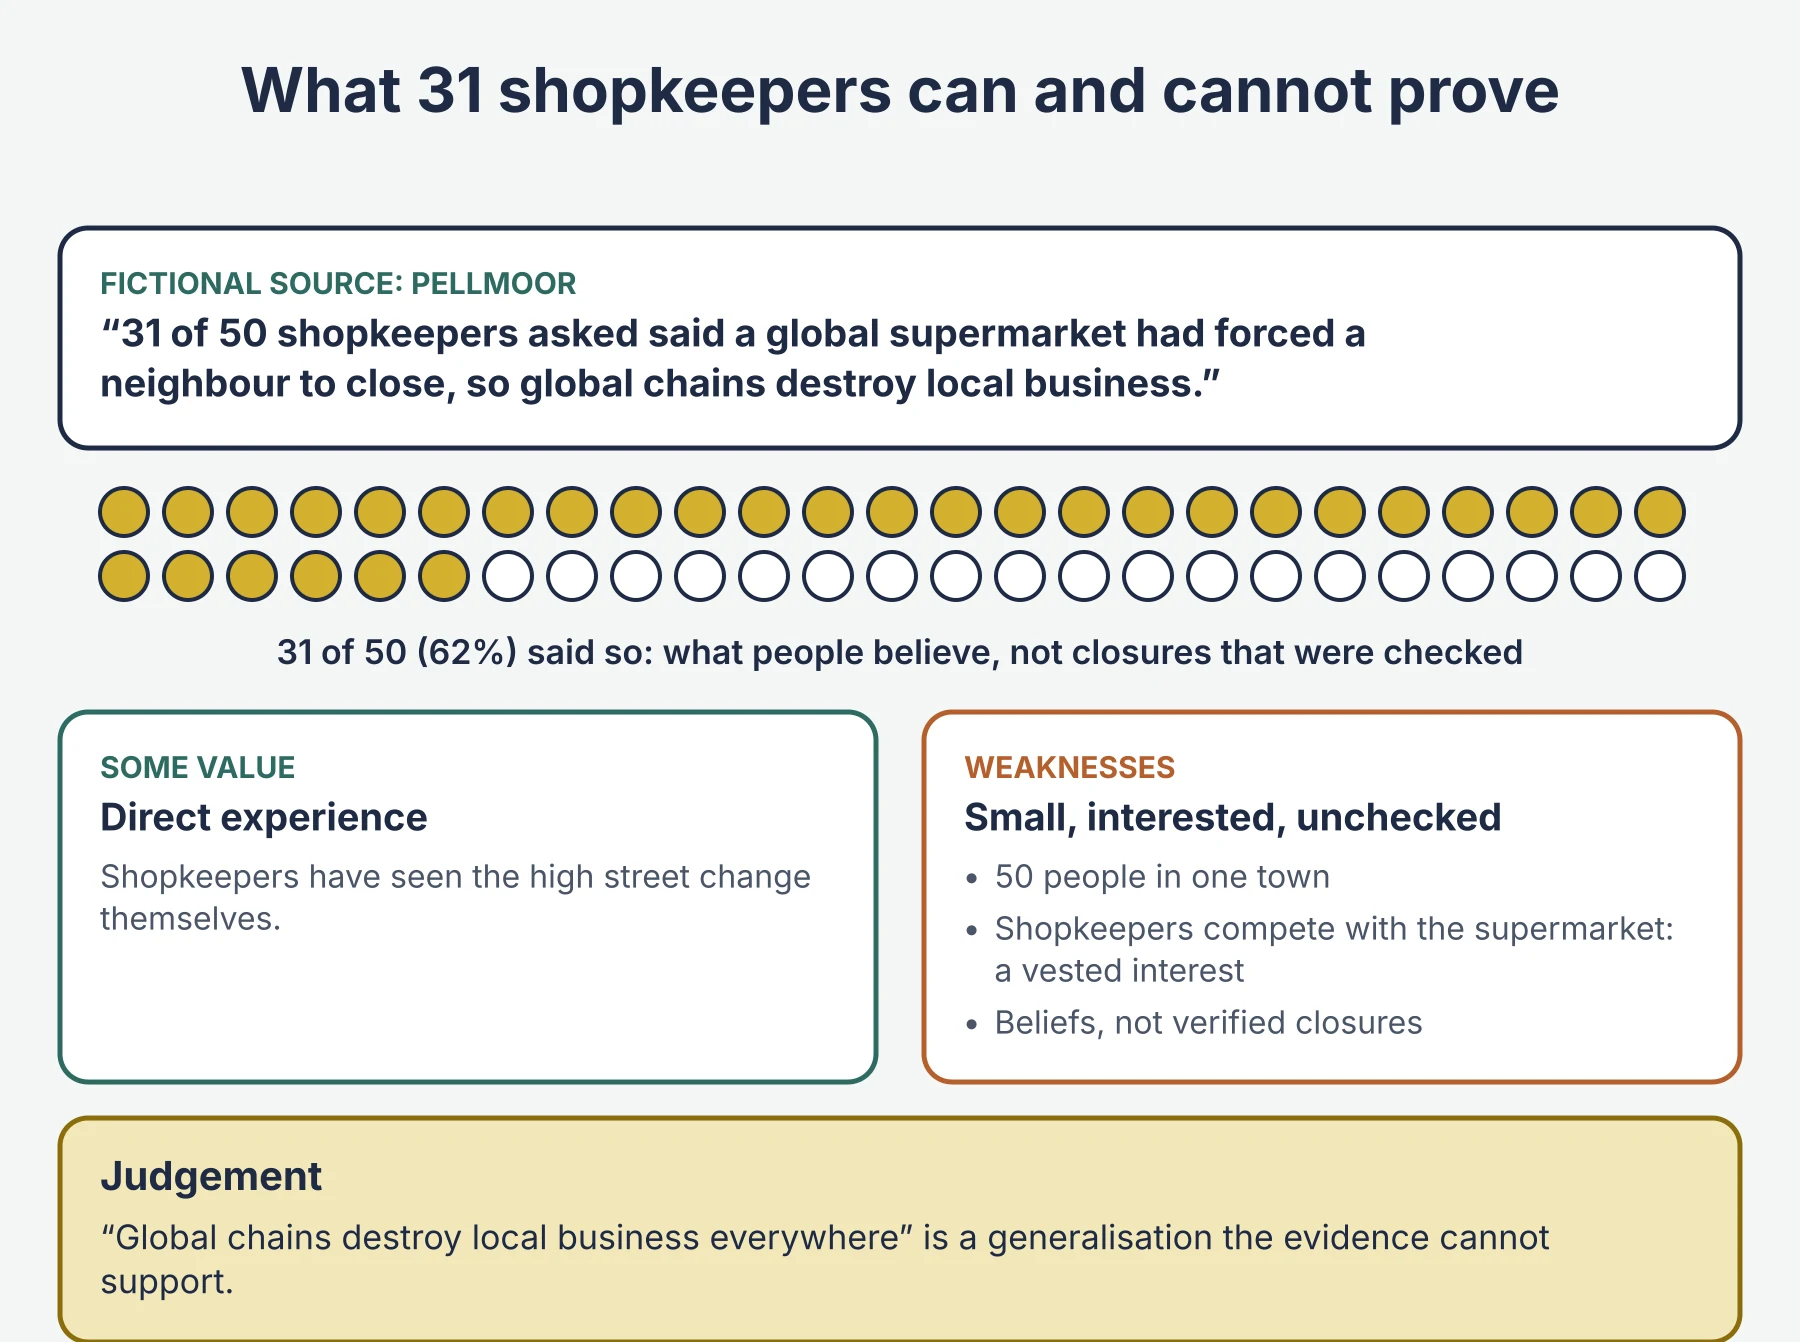 What 31 shopkeepers can and cannot prove
FICTIONAL SOURCE: PELLMOOR
“31 of 50 shopkeepers asked said a global supermarket had forced a
neighbour to close, so global chains destroy local business.”
31 of 50 (62%) said so: what people believe, not closures that were checked
SOME VALUE
Direct experience
Shopkeepers have seen the high street change
themselves.
WEAKNESSES
Small, interested, unchecked
• 50 people in one town
• Shopkeepers compete with the supermarket:
a vested interest
• Beliefs, not verified closures
Judgement
“Global chains destroy local business everywhere” is a generalisation the evidence cannot
support.